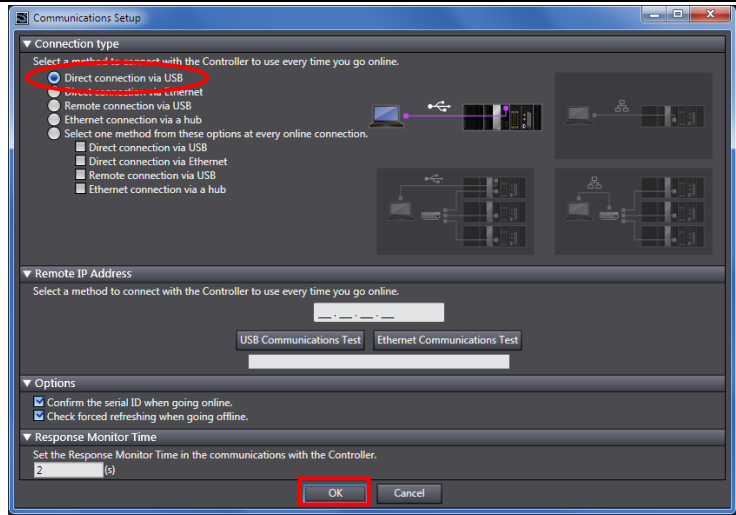 Communications Setup
▼ Connection type
Select a method to connect with the Controller to use every time you go online.
Direct connection via USB
Direct connection via Ethernet
Remote connection via USB
Ethernet connection via a hub
Select one method from these options at every online connection.
Direct connection via USB
Direct connection via Ethernet
Remote connection via USB
Ethernet connection via a hub
▼ Remote IP Address
Select a method to connect with the Controller to use every time you go online.
__.__.__.__
USB Communications Test Ethernet Communications Test
▼ Options
Confirm the serial ID when going online.
Check forced refreshing when going offline.
▼ Response Monitor Time
Set the Response Monitor Time in the communications with the Controller.
2 (s)
OK Cancel